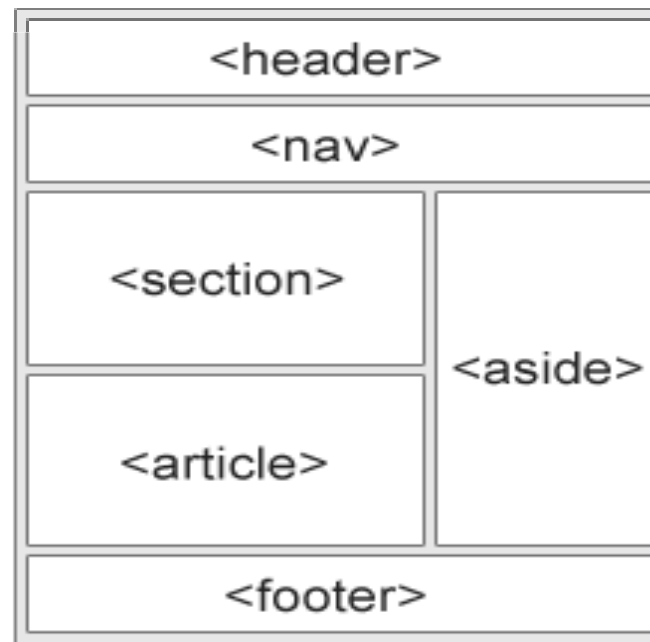 <header>
<nav>
<section>
<aside>
<article>
<footer>